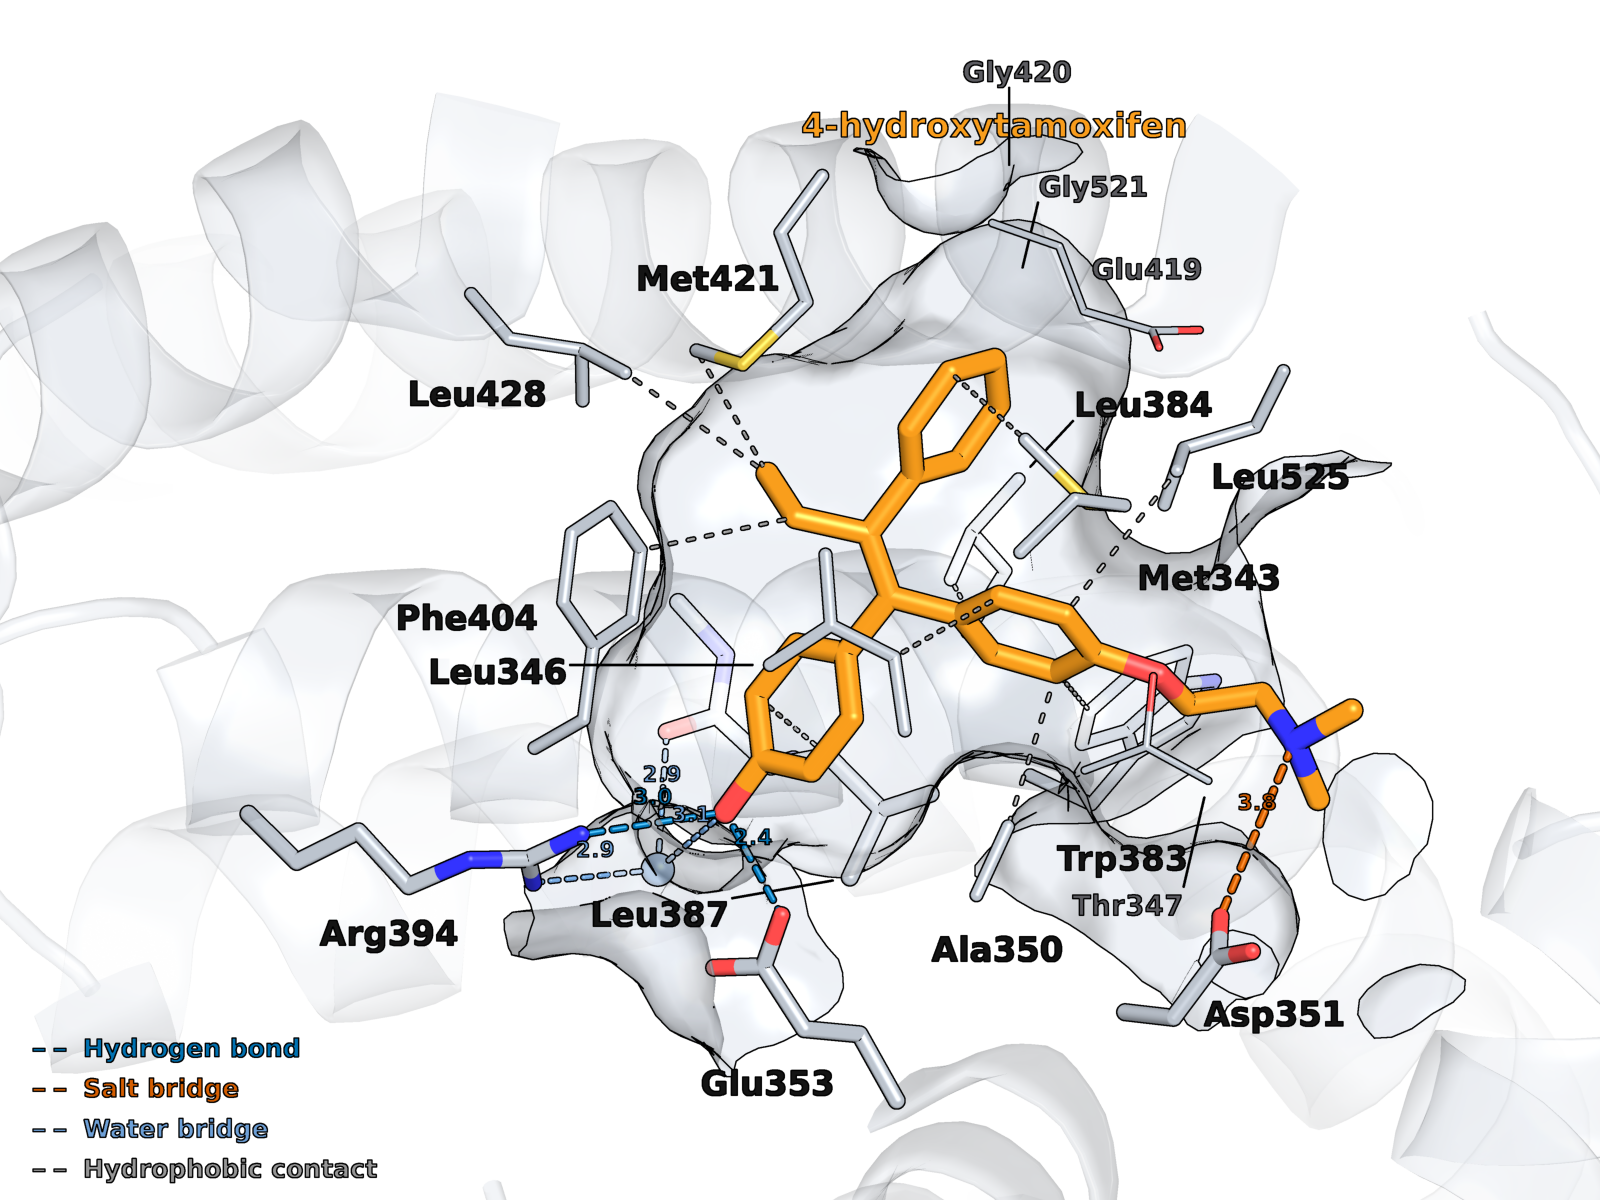 Gly420
4-hydroxytamoxifen
Gly521
Met421
Glu419
Leu428
Leu384
Leu525
Met343
Phe404
Leu346
2.9
3.0
3.1
3.8
2.4
2.9
Trp383
Thr347
Leu387
Arg394
Ala350
Asp351
Glu353
Hydrogen bond
Salt bridge
Water bridge
Hydrophobic contact